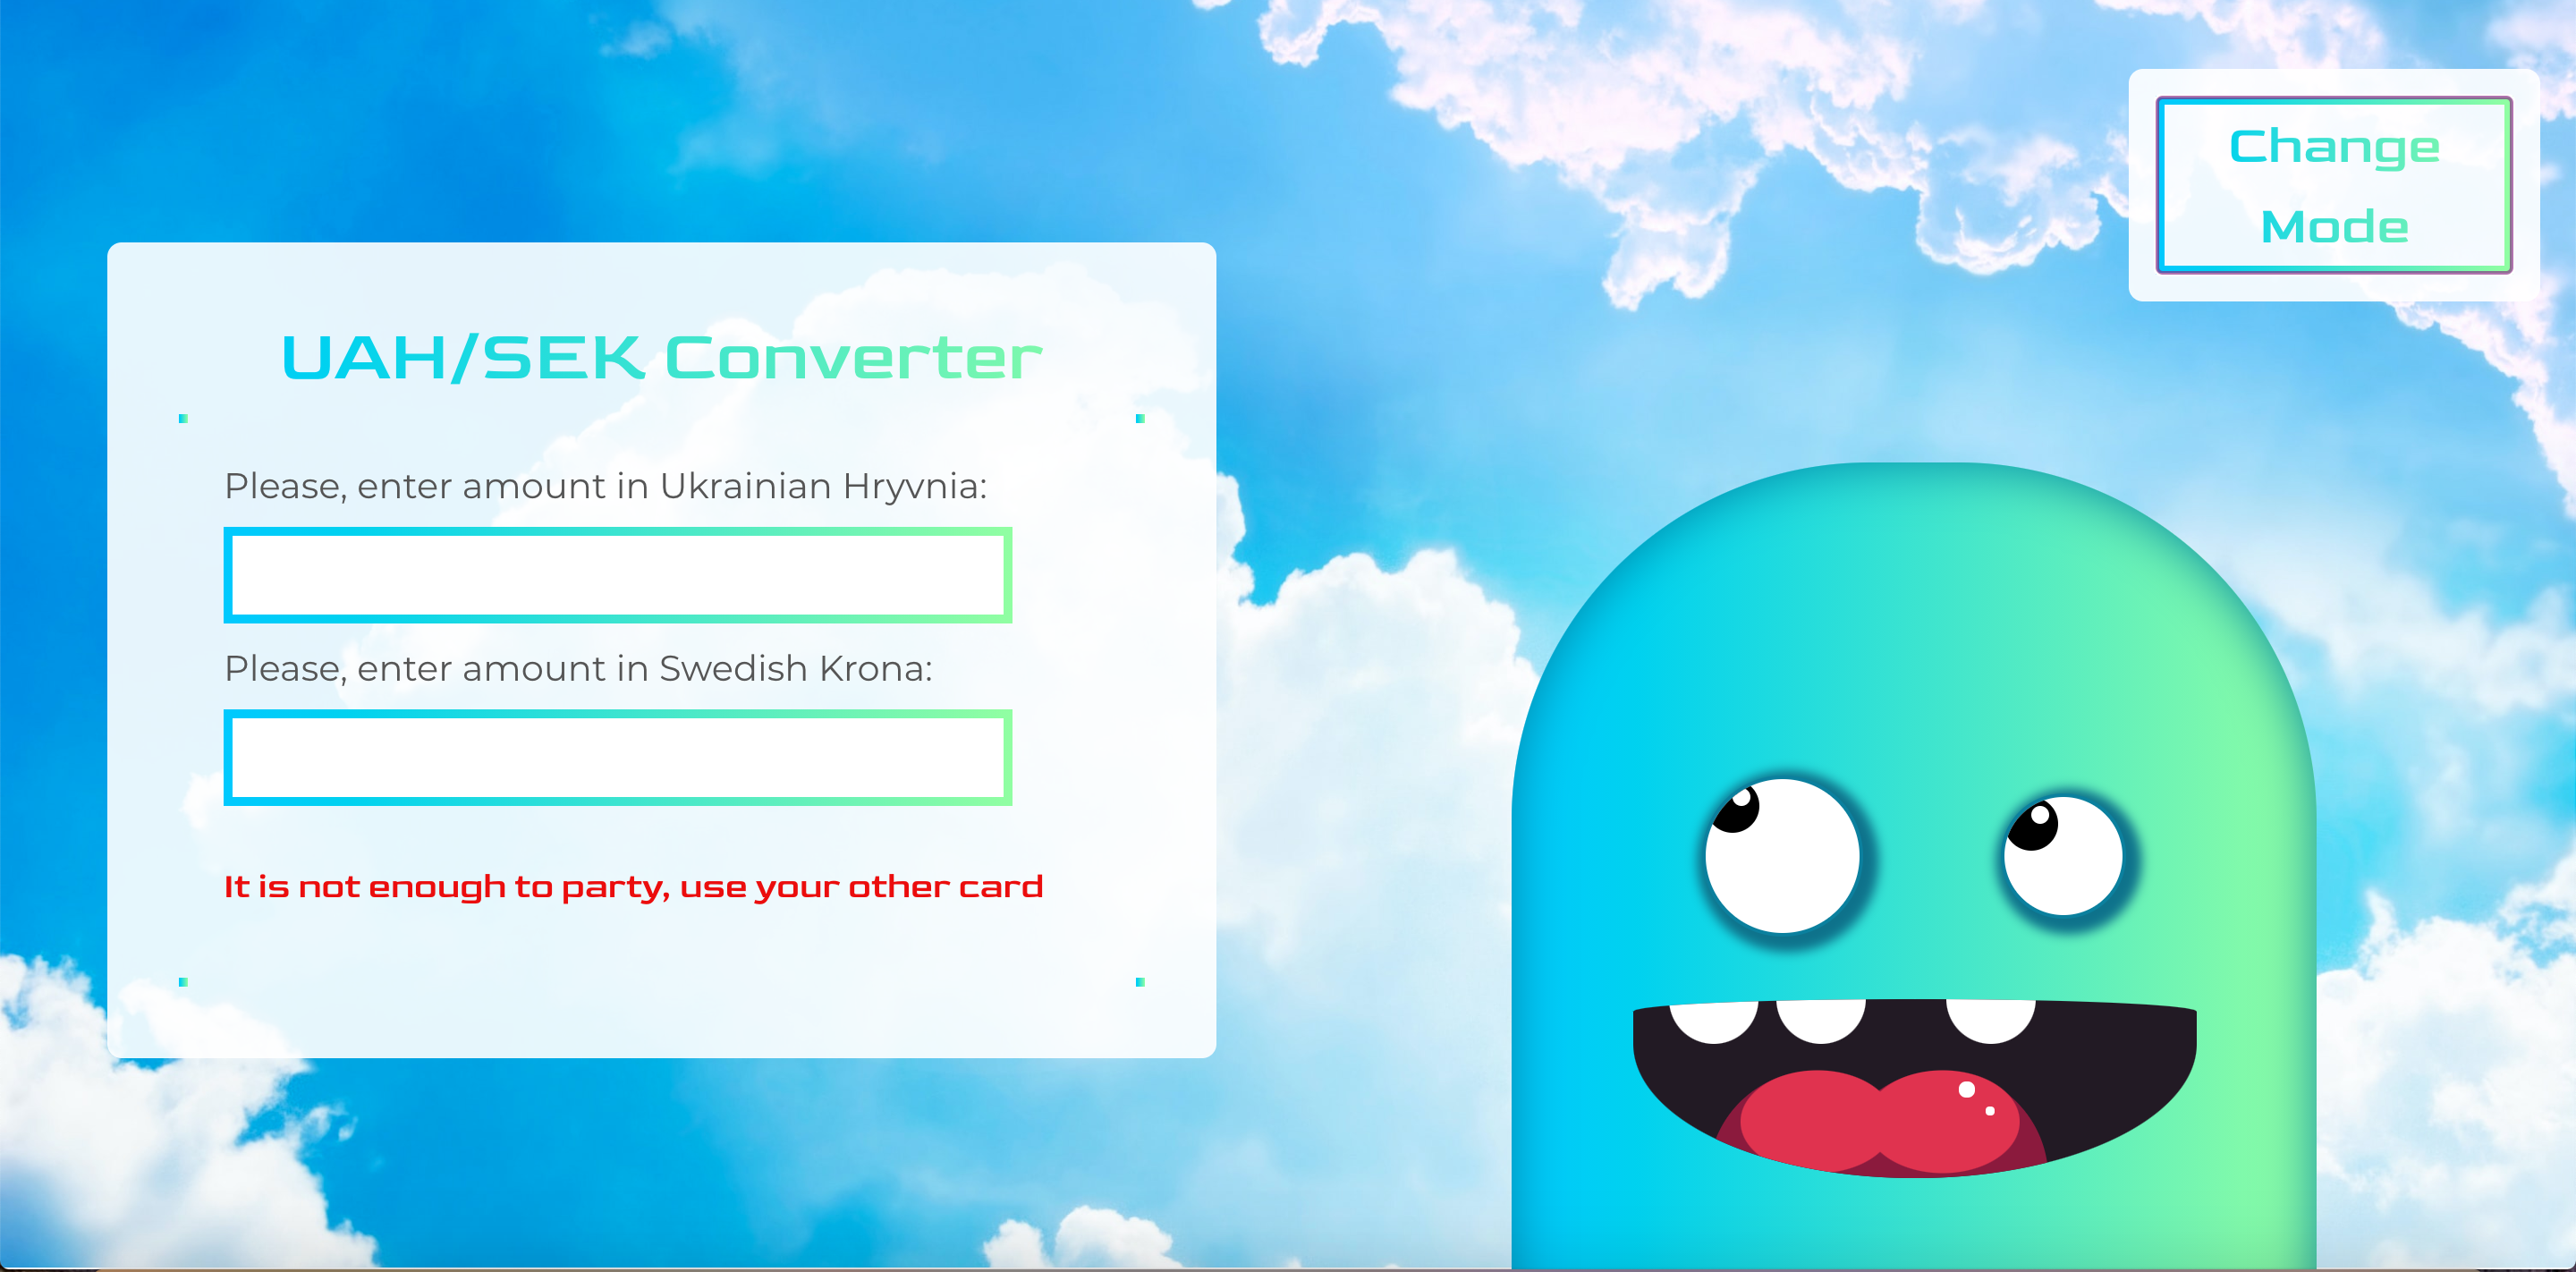 Change
Mode
UAH/SEK Converter
Please, enter amount in Ukrainian Hryvnia:
Please, enter amount in Swedish Krona:
It is not enough to party, use your other card